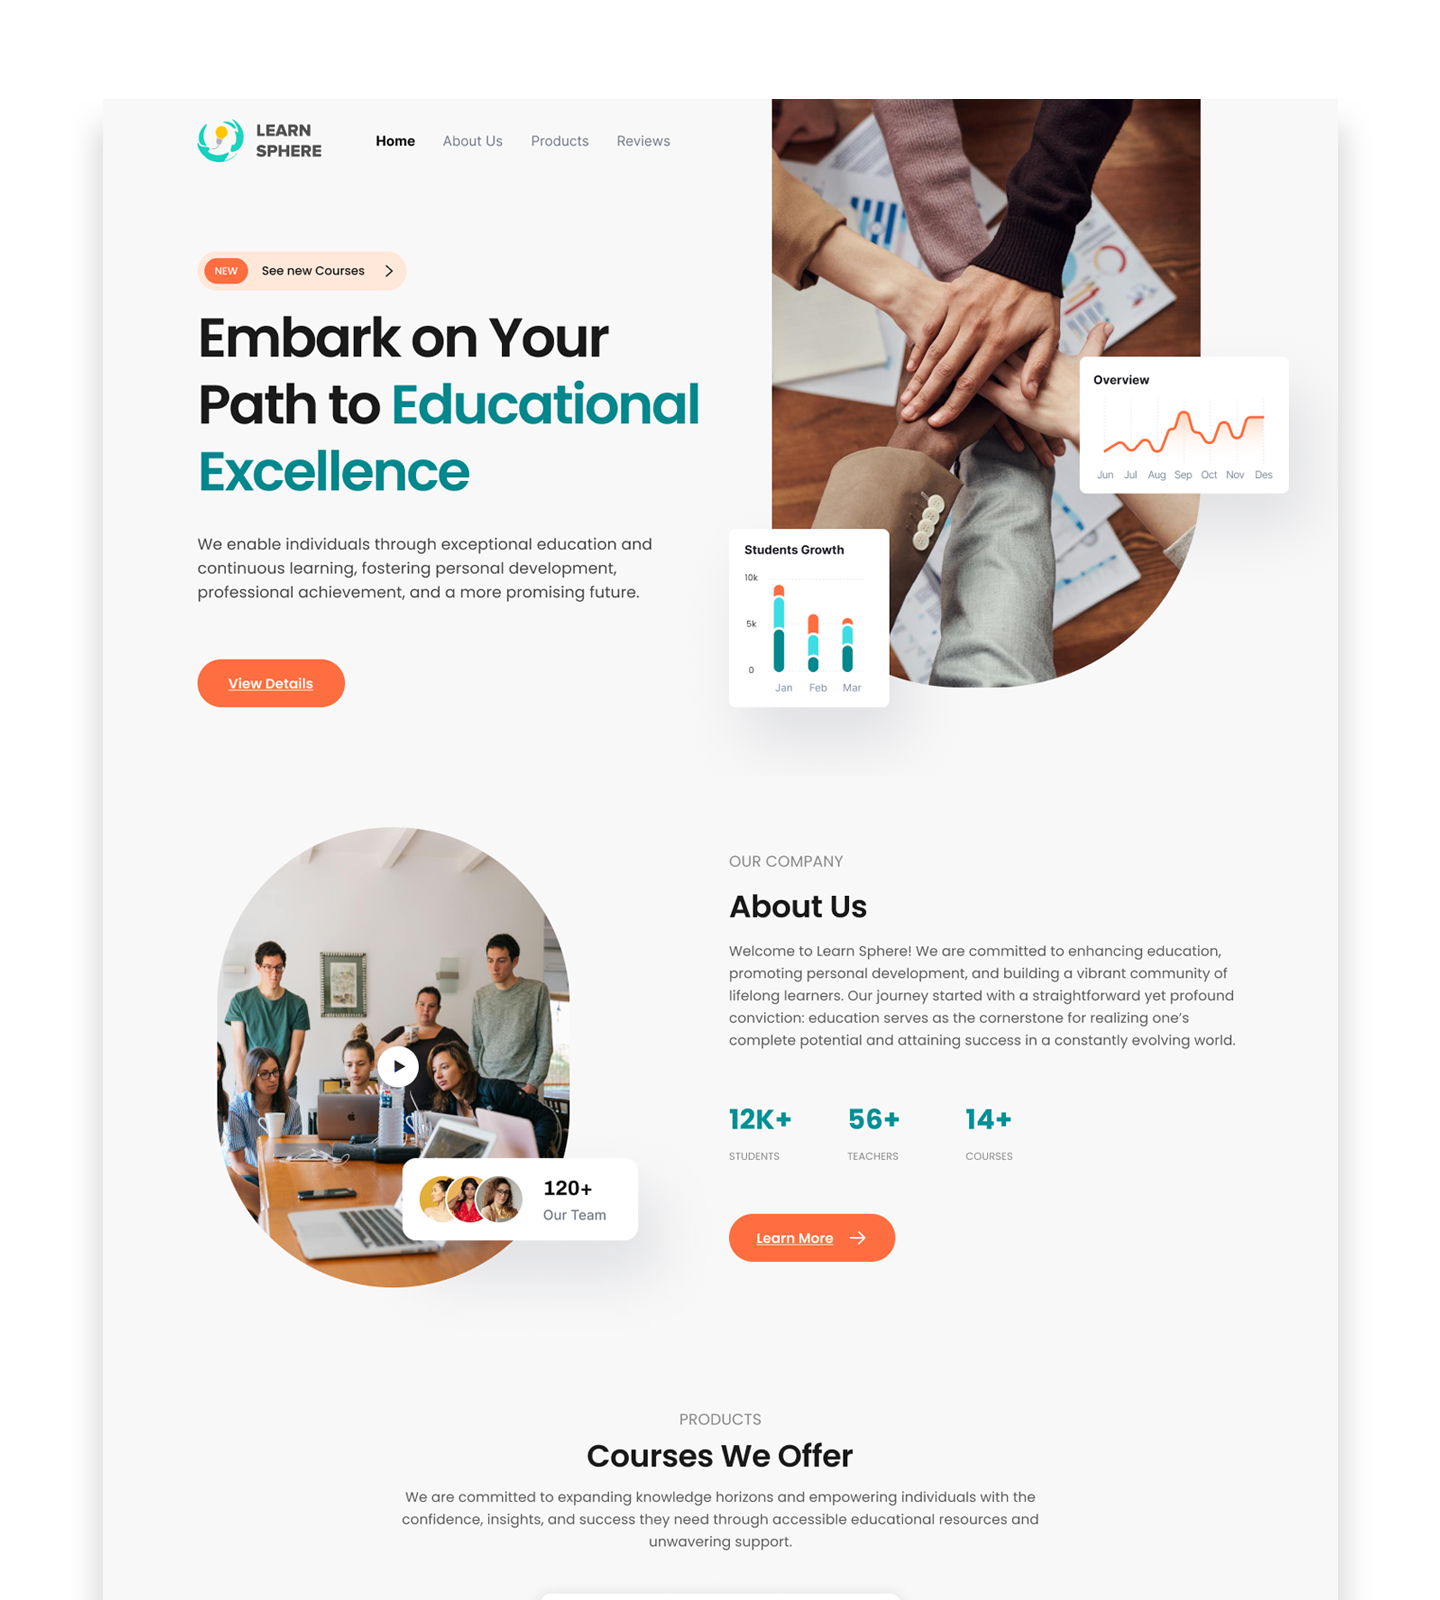 LEARN
SPHERE
Home About Us Products Reviews
NEW See new Courses
Embark on Your
Path to Educational
Excellence
We enable individuals through exceptional education and
continuous learning, fostering personal development,
professional achievement, and a more promising future.
View Details
Overview
Jun Jul Aug Sep Oct Nov Des
Students Growth
10k
5k
0
Jan Feb Mar
120+
Our Team
OUR COMPANY
About Us
Welcome to Learn Sphere! We are committed to enhancing education,
promoting personal development, and building a vibrant community of
lifelong learners. Our journey started with a straightforward yet profound
conviction: education serves as the cornerstone for realizing one’s
complete potential and attaining success in a constantly evolving world.
12K+ 56+ 14+
STUDENTS TEACHERS COURSES
Learn More
PRODUCTS
Courses We Offer
We are committed to expanding knowledge horizons and empowering individuals with the
confidence, insights, and success they need through accessible educational resources and
unwavering support.